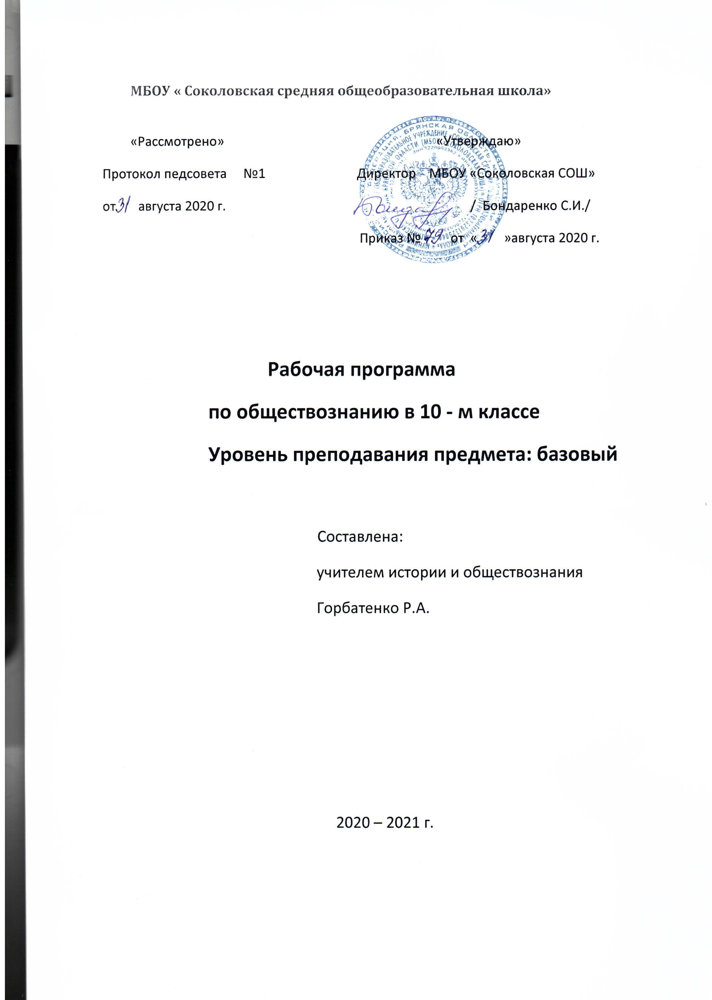 МБОУ « Соколовская средняя общеобразовательная школа»
«Рассмотрено» «Утверждаю»
Протокол педсовета №1 Директор МБОУ «Соколовская СОШ»
от 31 августа 2020 г. / Бондаренко С.И./
Приказ № 79 от « 31 »августа 2020 г.
Рабочая программа
по обществознанию в 10 - м классе
Уровень преподавания предмета: базовый
Составлена:
учителем истории и обществознания
Горбатенко Р.А.
2020 – 2021 г.